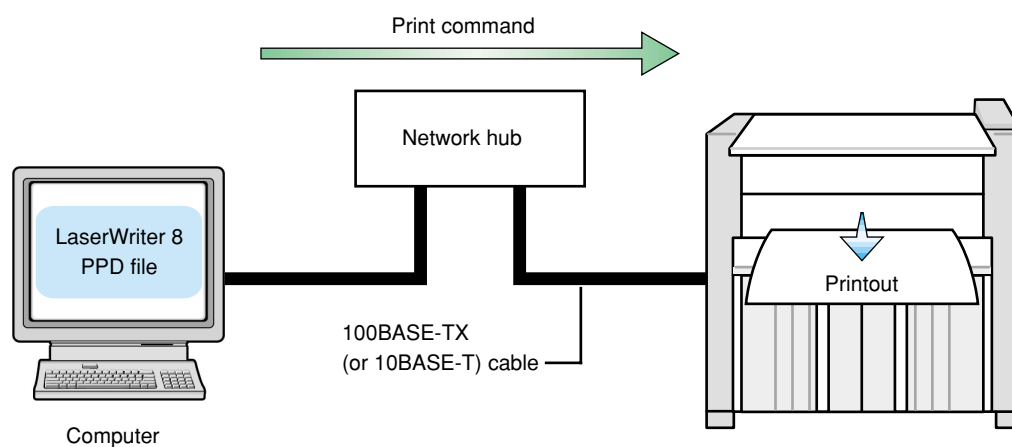 Print command
Network hub
LaserWriter 8
PPD file
Printout
100BASE-TX
(or 10BASE-T) cable
Computer